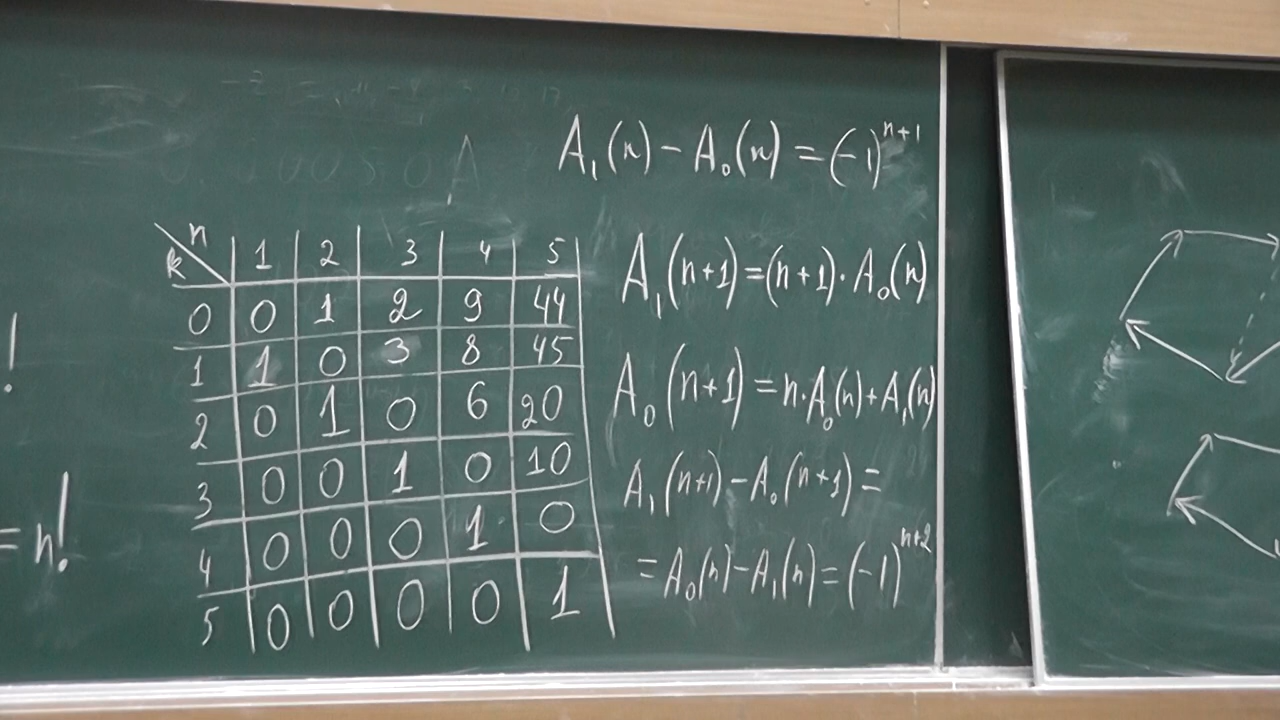 A₁(n) − A₀(n) = (−1)ⁿ⁺¹
n
k 1 2 3 4 5
0 0 1 2 9 44
1 1 0 3 8 45
2 0 1 0 6 20
3 0 0 1 0 10
4 0 0 0 1 0
5 0 0 0 0 1
!
= n!
A₁(n+1) = (n+1)·A₀(n)
A₀(n+1) = n·A₀(n) + A₁(n)
A₁(n+1) − A₀(n+1) =
= A₀(n) − A₁(n) = (−1)ⁿ⁺²